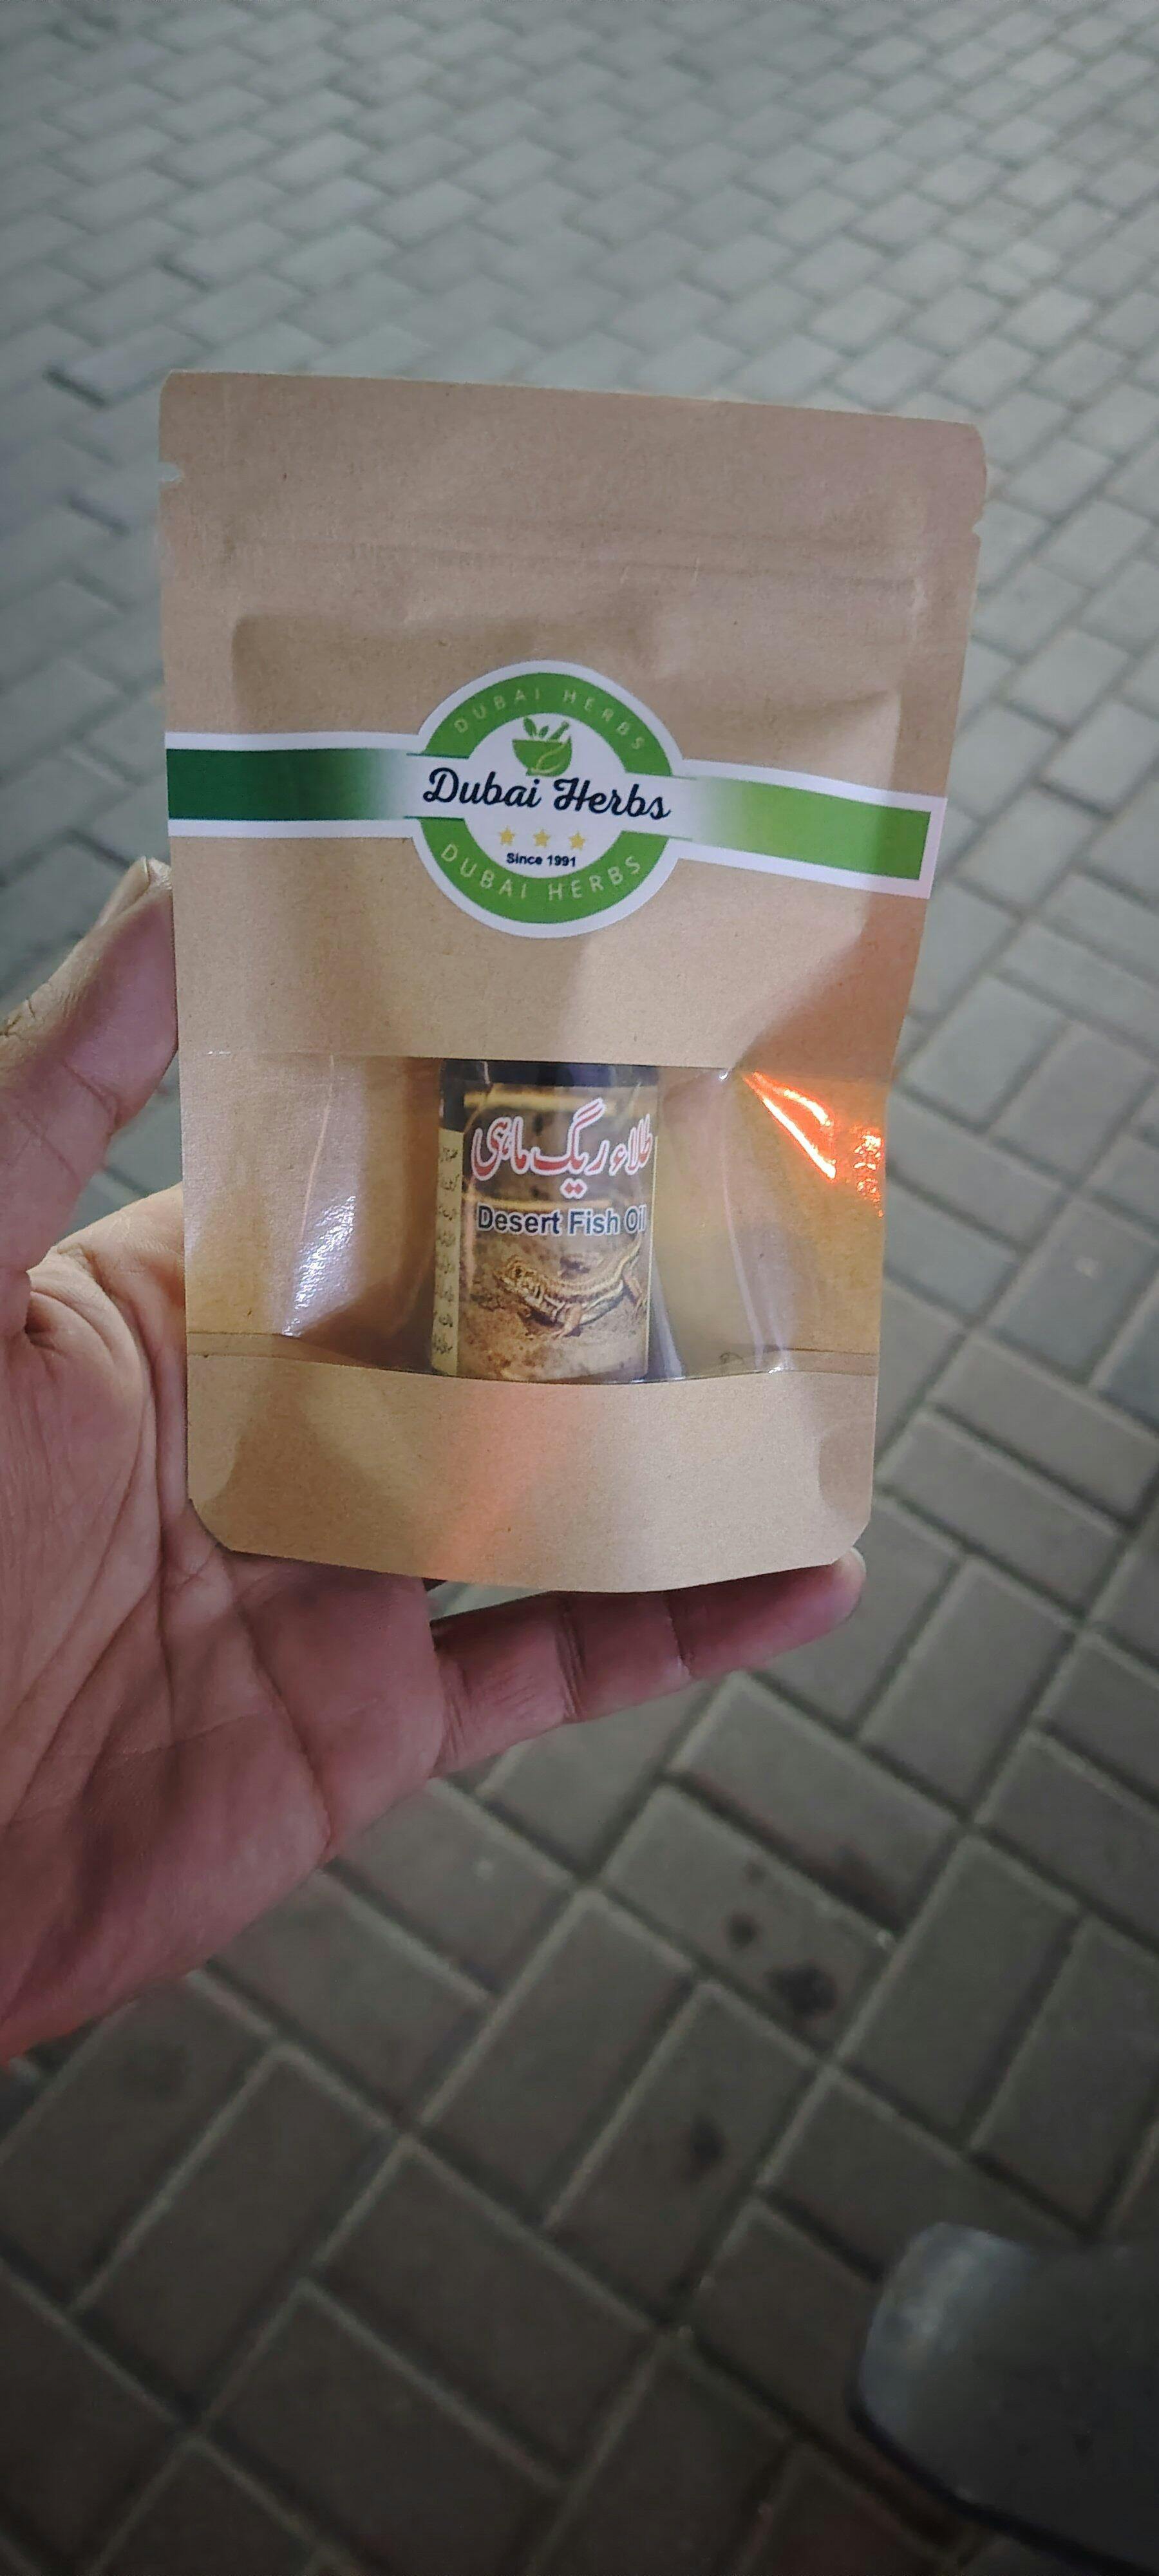 DUBAI HERBS
Dubai Herbs
Since 1991
DUBAI HERBS
طلاء ریگ ماہی
Desert Fish Oil